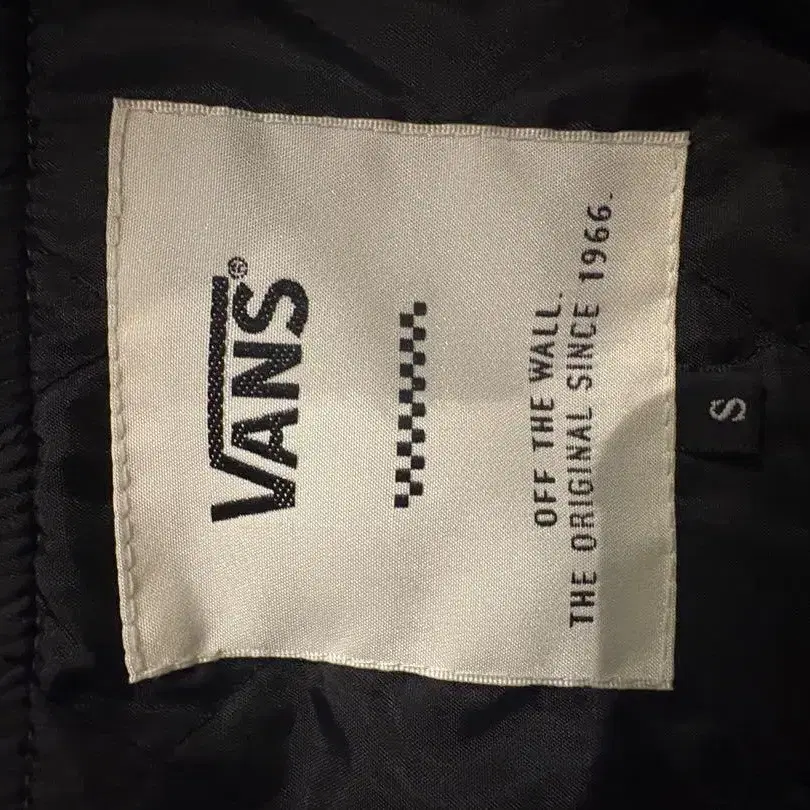 VANS®
OFF THE WALL.
THE ORIGINAL SINCE 1966.
S